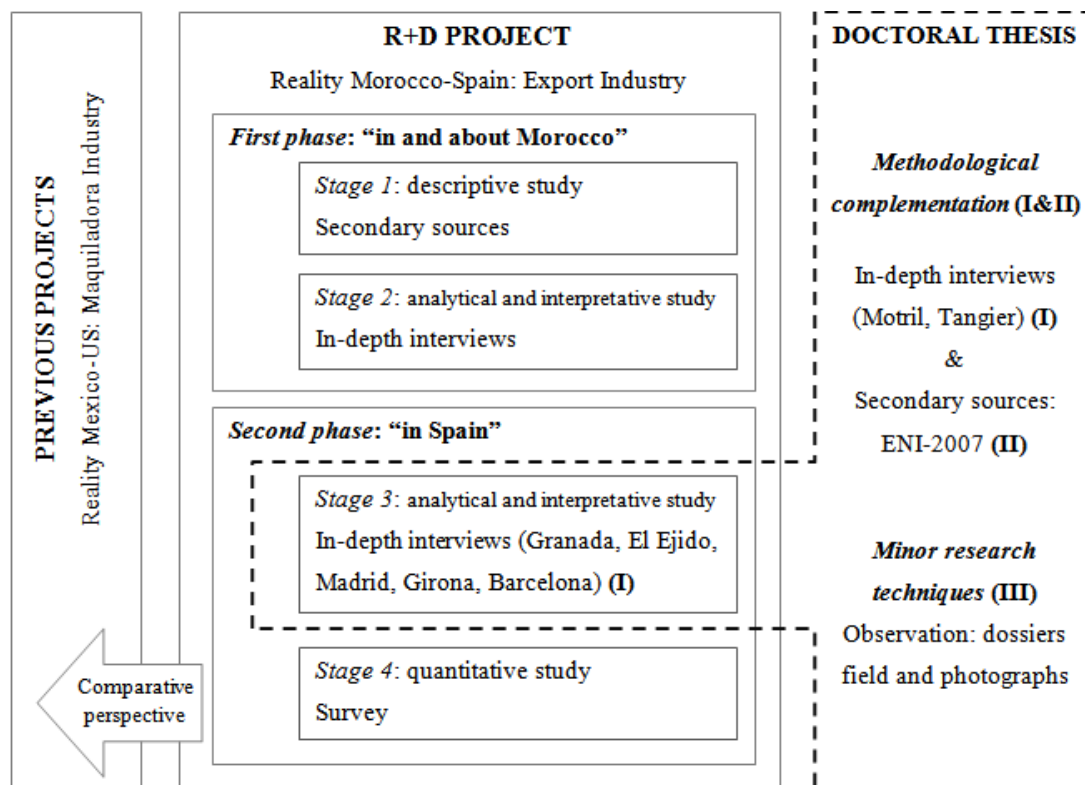 PREVIOUS PROJECTS
Reality Mexico-US: Maquiladora Industry
Comparative
perspective
R+D PROJECT
Reality Morocco-Spain: Export Industry
First phase: “in and about Morocco”
Stage 1: descriptive study
Secondary sources
Stage 2: analytical and interpretative study
In-depth interviews
Second phase: “in Spain”
Stage 3: analytical and interpretative study
In-depth interviews (Granada, El Ejido,
Madrid, Girona, Barcelona) (I)
Stage 4: quantitative study
Survey
DOCTORAL THESIS
Methodological
complementation (I&II)
In-depth interviews
(Motril, Tangier) (I)
&
Secondary sources:
ENI-2007 (II)
Minor research
techniques (III)
Observation: dossiers
field and photographs